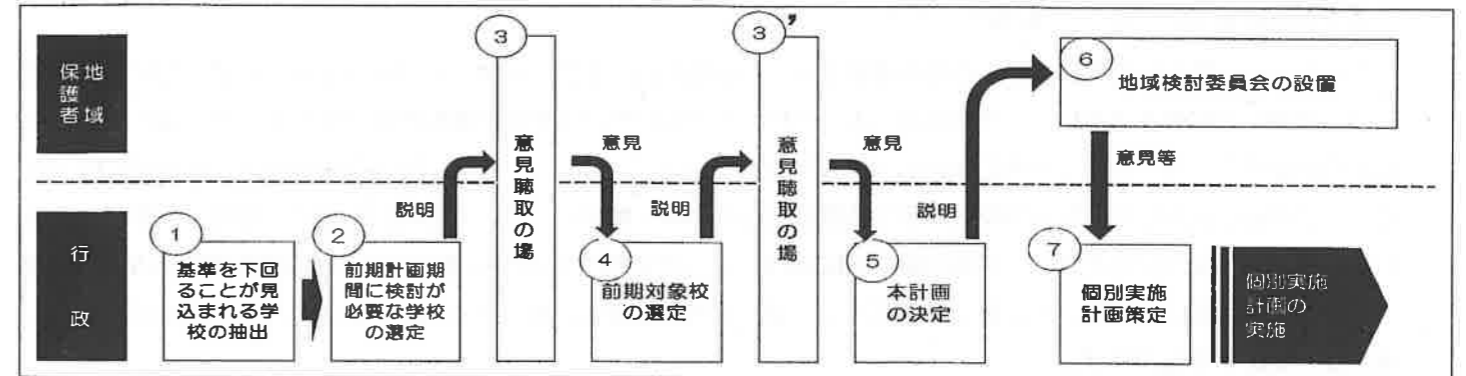 保護者
地域
③
意見聴取の場
③’
意見聴取の場
⑥
地域検討委員会の設置
意見
意見
意見等
説明
説明
説明
行政
①
基準を下回
ることが見
込まれる学
校の抽出
②
前期計画期
間に検討が
必要な学校
の選定
④
前期対象校
の選定
⑤
本計画
の決定
⑦
個別実施
計画策定
個別実施
計画の
実施